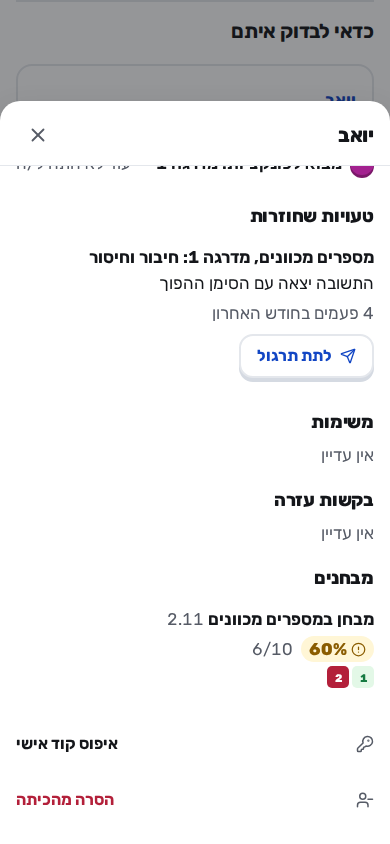 כדאי לבדוק איתם
יואב
יואב
טעויות שחוזרות
מספרים מכוונים, מדרגה 1: חיבור וחיסור
התשובה יצאה עם הסימן ההפוך
4 פעמים בחודש האחרון
לתת תרגול
משימות
אין עדיין
בקשות עזרה
אין עדיין
מבחנים
מבחן במספרים מכוונים 2.11
60% 6/10
1 2
איפוס קוד אישי
הסרה מהכיתה